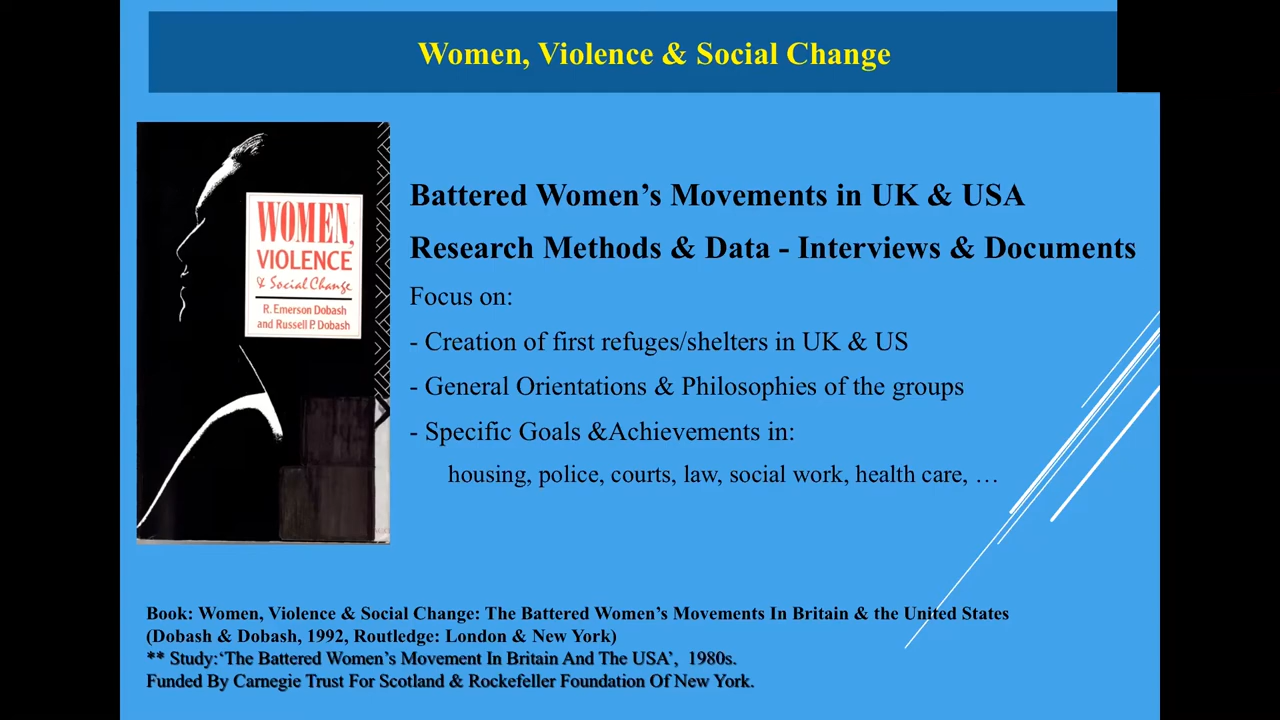 Women, Violence & Social Change
WOMEN,
VIOLENCE
& Social Change
R. Emerson Dobash
and Russell P. Dobash
Battered Women’s Movements in UK & USA
Research Methods & Data - Interviews & Documents
Focus on:
- Creation of first refuges/shelters in UK & US
- General Orientations & Philosophies of the groups
- Specific Goals &Achievements in:
housing, police, courts, law, social work, health care, …
Book: Women, Violence & Social Change: The Battered Women’s Movements In Britain & the United States
(Dobash & Dobash, 1992, Routledge: London & New York)
** Study:‘The Battered Women’s Movement In Britain And The USA’, 1980s.
Funded By Carnegie Trust For Scotland & Rockefeller Foundation Of New York.